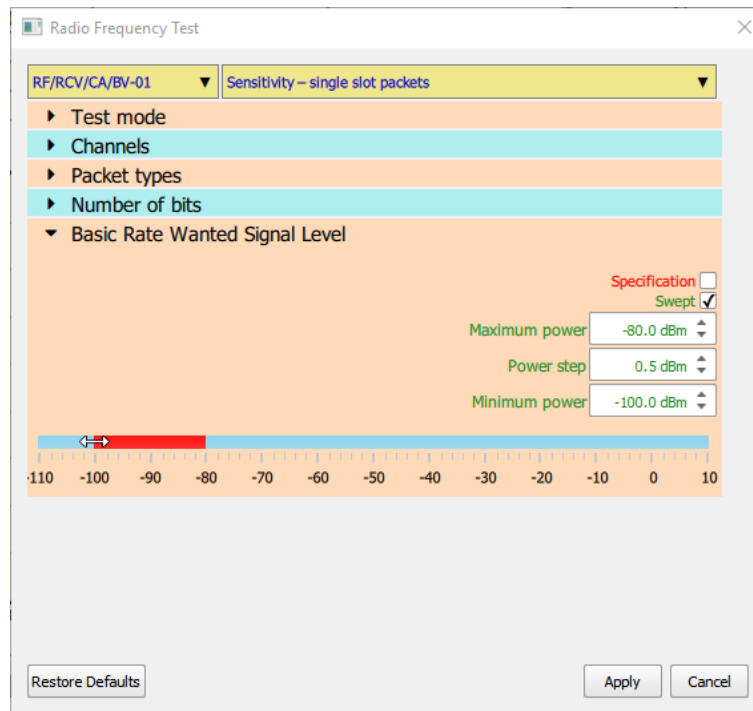 Radio Frequency Test
RF/RCV/CA/BV-01 Sensitivity – single slot packets
Test mode
Channels
Packet types
Number of bits
Basic Rate Wanted Signal Level
Specification
Swept
Maximum power -80.0 dBm
Power step 0.5 dBm
Minimum power -100.0 dBm
-110 -100 -90 -80 -70 -60 -50 -40 -30 -20 -10 0 10
Restore Defaults Apply Cancel